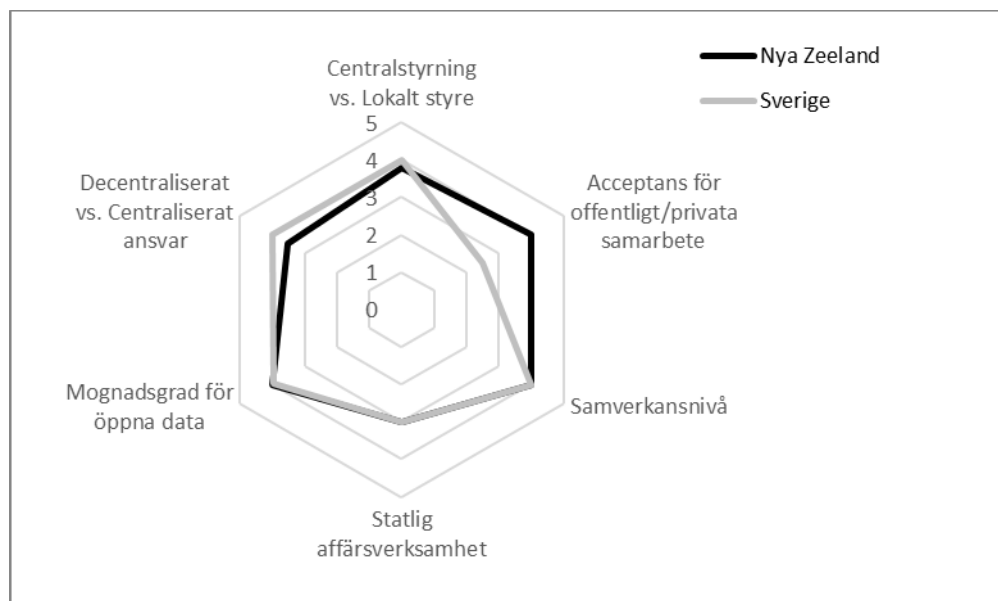 Centralstyrning
vs. Lokalt styre
Nya Zeeland
Sverige
5
4
3
2
1
0
Acceptans för
offentligt/privata
samarbete
Samverkansnivå
Statlig
affärsverksamhet
Mognadsgrad för
öppna data
Decentraliserat
vs. Centraliserat
ansvar